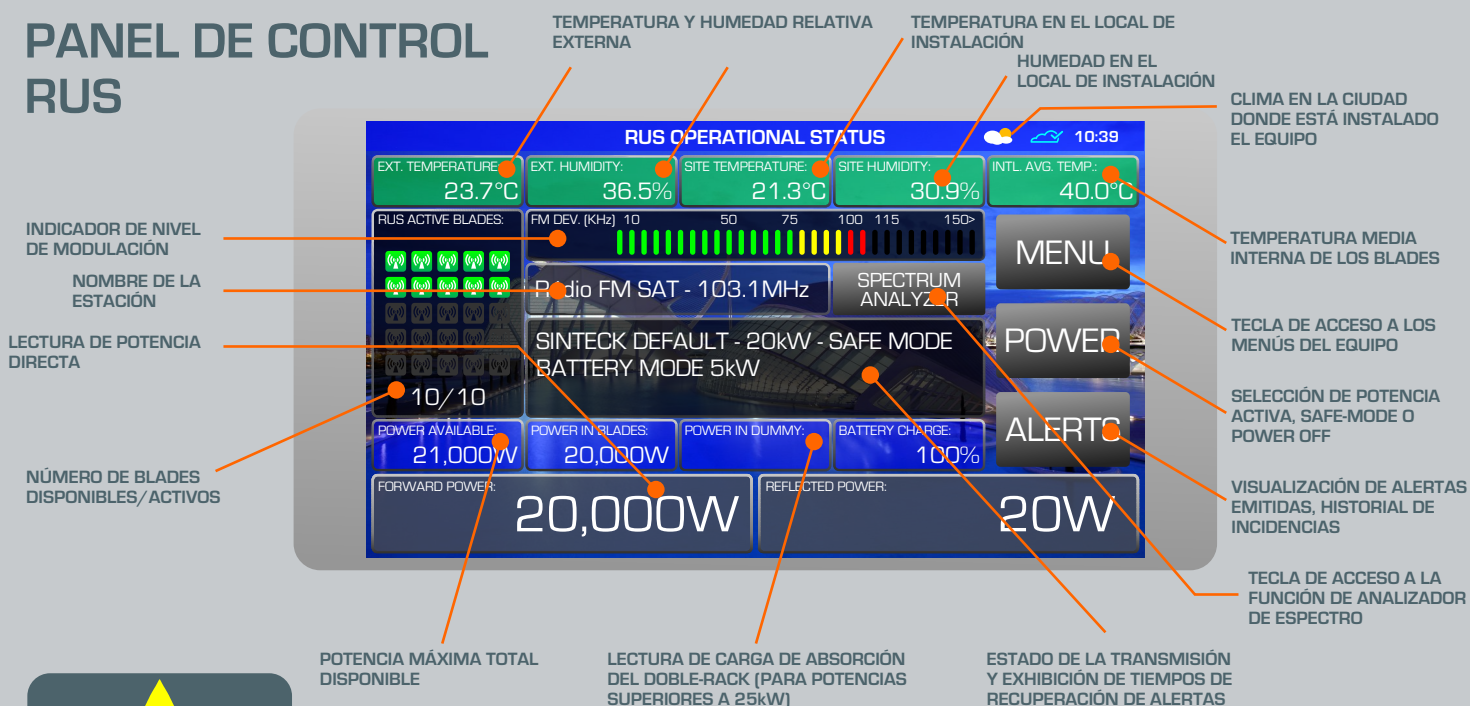 PANEL DE CONTROL
RUS
TEMPERATURA Y HUMEDAD RELATIVA
EXTERNA
TEMPERATURA EN EL LOCAL DE
INSTALACIÓN
HUMEDAD EN EL
LOCAL DE INSTALACIÓN
CLIMA EN LA CIUDAD
DONDE ESTÁ INSTALADO
EL EQUIPO
RUS OPERATIONAL STATUS
10:39
EXT. TEMPERATURE:
23.7°C
EXT. HUMIDITY:
36.5%
SITE TEMPERATURE:
21.3°C
SITE HUMIDITY:
30.9%
INTL. AVG. TEMP.:
40.0°C
INDICADOR DE NIVEL
DE MODULACIÓN
NOMBRE DE LA
ESTACIÓN
LECTURA DE POTENCIA
DIRECTA
NÚMERO DE BLADES
DISPONIBLES/ACTIVOS
RUS ACTIVE BLADES:
10/10
FM DEV. (KHz) 10 50 75 100 115 150>
Rádio FM SAT - 103.1MHz
SPECTRUM
ANALYZER
SINTECK DEFAULT - 20kW - SAFE MODE
BATTERY MODE 5kW
MENU
POWER
ALERTS
POWER AVAILABLE:
21,000W
POWER IN BLADES:
20,000W
POWER IN DUMMY:
BATTERY CHARGE:
100%
FORWARD POWER:
20,000W
REFLECTED POWER:
20W
TEMPERATURA MEDIA
INTERNA DE LOS BLADES
TECLA DE ACCESO A LOS
MENÚS DEL EQUIPO
SELECCIÓN DE POTENCIA
ACTIVA, SAFE-MODE O
POWER OFF
VISUALIZACIÓN DE ALERTAS
EMITIDAS, HISTORIAL DE
INCIDENCIAS
TECLA DE ACCESO A LA
FUNCIÓN DE ANALIZADOR
DE ESPECTRO
POTENCIA MÁXIMA TOTAL
DISPONIBLE
LECTURA DE CARGA DE ABSORCIÓN
DEL DOBLE-RACK (PARA POTENCIAS
SUPERIORES A 25kW)
ESTADO DE LA TRANSMISIÓN
Y EXHIBICIÓN DE TIEMPOS DE
RECUPERACIÓN DE ALERTAS